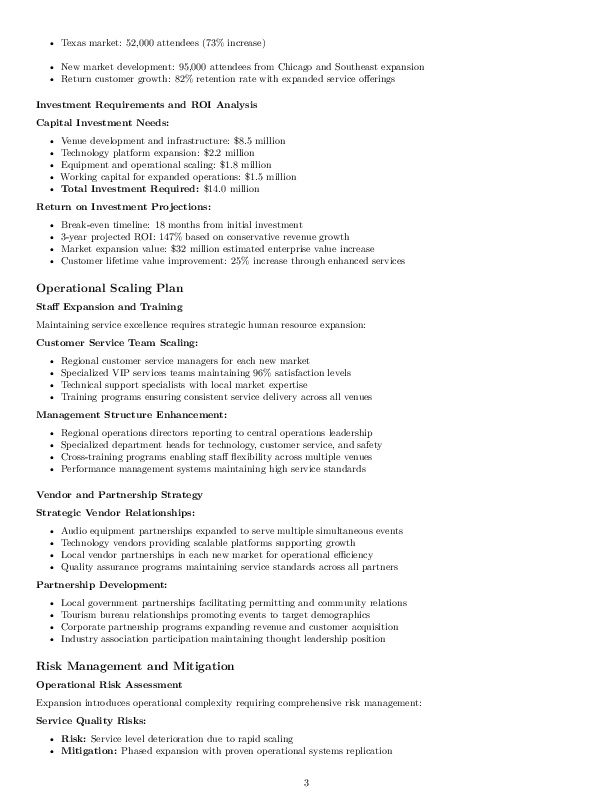 • Texas market: 52,000 attendees (73% increase)
• New market development: 95,000 attendees from Chicago and Southeast expansion
• Return customer growth: 82% retention rate with expanded service offerings
Investment Requirements and ROI Analysis
Capital Investment Needs:
• Venue development and infrastructure: $8.5 million
• Technology platform expansion: $2.2 million
• Equipment and operational scaling: $1.8 million
• Working capital for expanded operations: $1.5 million
• Total Investment Required: $14.0 million
Return on Investment Projections:
• Break-even timeline: 18 months from initial investment
• 3-year projected ROI: 147% based on conservative revenue growth
• Market expansion value: $32 million estimated enterprise value increase
• Customer lifetime value improvement: 25% increase through enhanced services
Operational Scaling Plan
Staff Expansion and Training
Maintaining service excellence requires strategic human resource expansion:
Customer Service Team Scaling:
• Regional customer service managers for each new market
• Specialized VIP services teams maintaining 96% satisfaction levels
• Technical support specialists with local market expertise
• Training programs ensuring consistent service delivery across all venues
Management Structure Enhancement:
• Regional operations directors reporting to central operations leadership
• Specialized department heads for technology, customer service, and safety
• Cross-training programs enabling staff flexibility across multiple venues
• Performance management systems maintaining high service standards
Vendor and Partnership Strategy
Strategic Vendor Relationships:
• Audio equipment partnerships expanded to serve multiple simultaneous events
• Technology vendors providing scalable platforms supporting growth
• Local vendor partnerships in each new market for operational efficiency
• Quality assurance programs maintaining service standards across all partners
Partnership Development:
• Local government partnerships facilitating permitting and community relations
• Tourism bureau relationships promoting events to target demographics
• Corporate partnership programs expanding revenue and customer acquisition
• Industry association participation maintaining thought leadership position
Risk Management and Mitigation
Operational Risk Assessment
Expansion introduces operational complexity requiring comprehensive risk management:
Service Quality Risks:
• Risk: Service level deterioration due to rapid scaling
• Mitigation: Phased expansion with proven operational systems replication
3